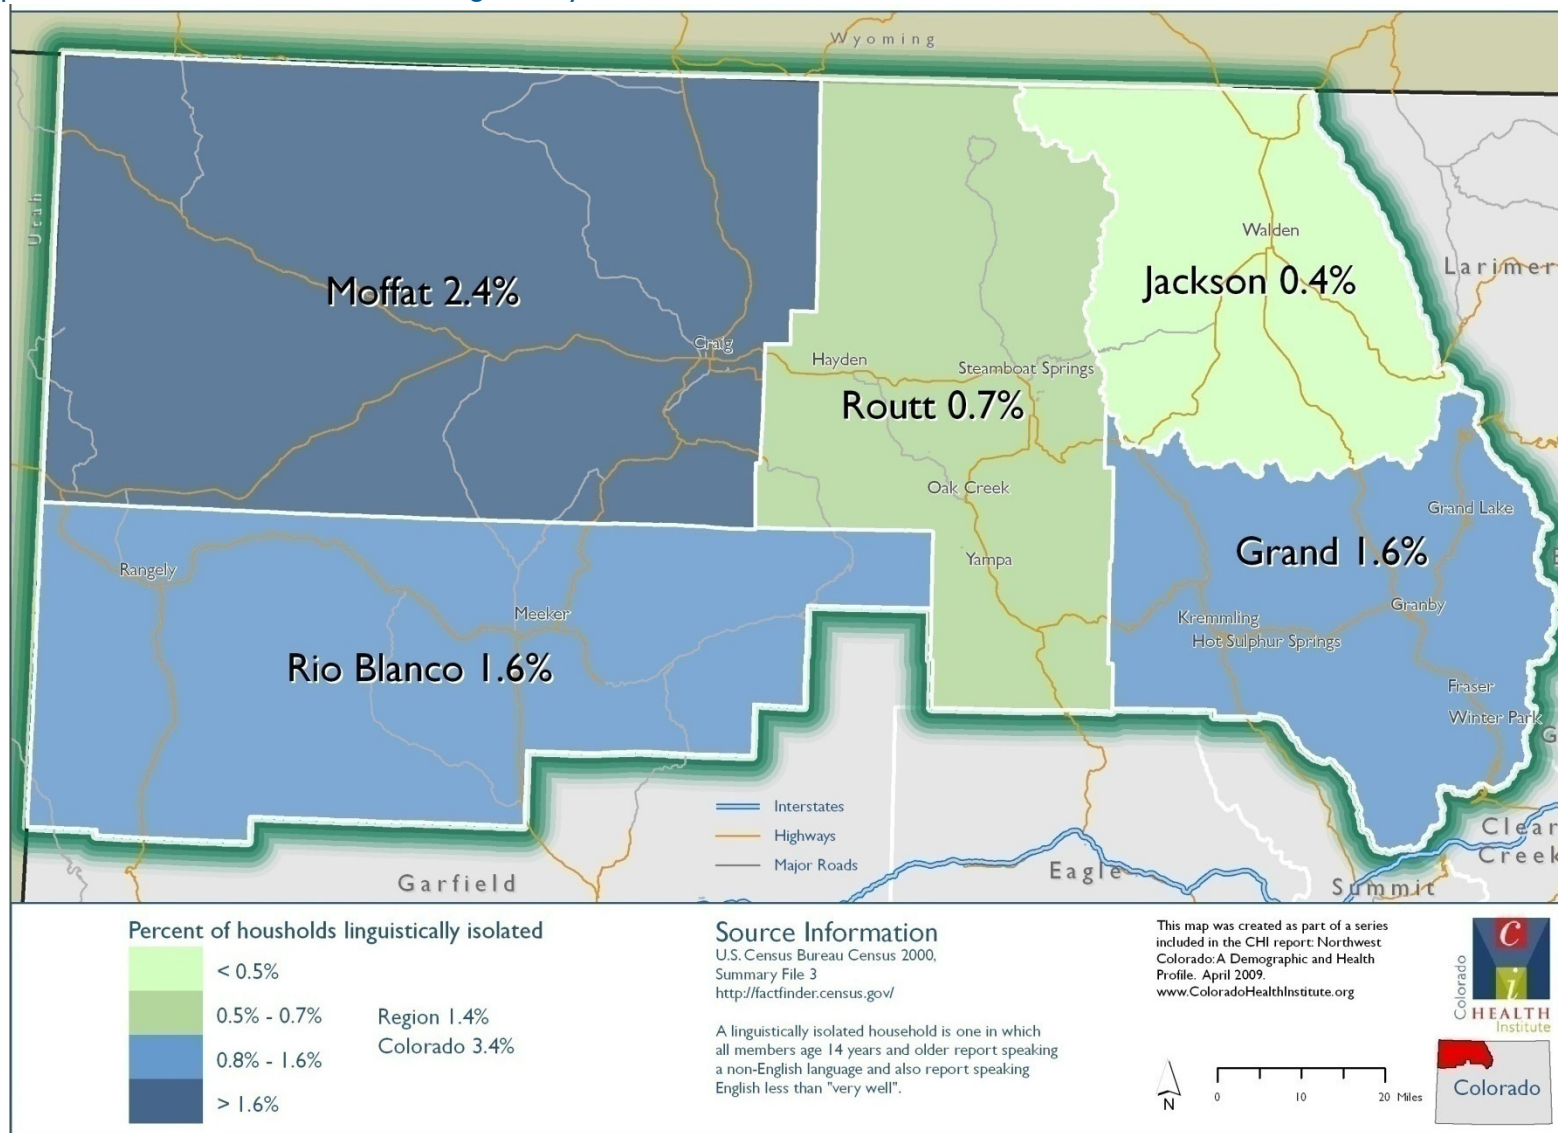 Wyoming
Utah
Walden
Larimer
Moffat 2.4%
Jackson 0.4%
Craig
Hayden
Steamboat Springs
Routt 0.7%
Oak Creek
Grand Lake
Yampa
Grand 1.6%
Rangely
Meeker
Granby
Kremmling
Hot Sulphur Springs
Rio Blanco 1.6%
Fraser
Winter Park
G
Interstates
Highways
Major Roads
Clear
Creek
Eagle
Garfield
Summit
Percent of housholds linguistically isolated
< 0.5%
0.5% - 0.7%
0.8% - 1.6%
> 1.6%
Region 1.4%
Colorado 3.4%
Source Information
U.S. Census Bureau Census 2000,
Summary File 3
http://factfinder.census.gov/
A linguistically isolated household is one in which
all members age 14 years and older report speaking
a non-English language and also report speaking
English less than "very well".
This map was created as part of a series
included in the CHI report: Northwest
Colorado: A Demographic and Health
Profile. April 2009.
www.ColoradoHealthInstitute.org
N
0 10 20 Miles
Colorado
C
i
HEALTH
Institute
Colorado